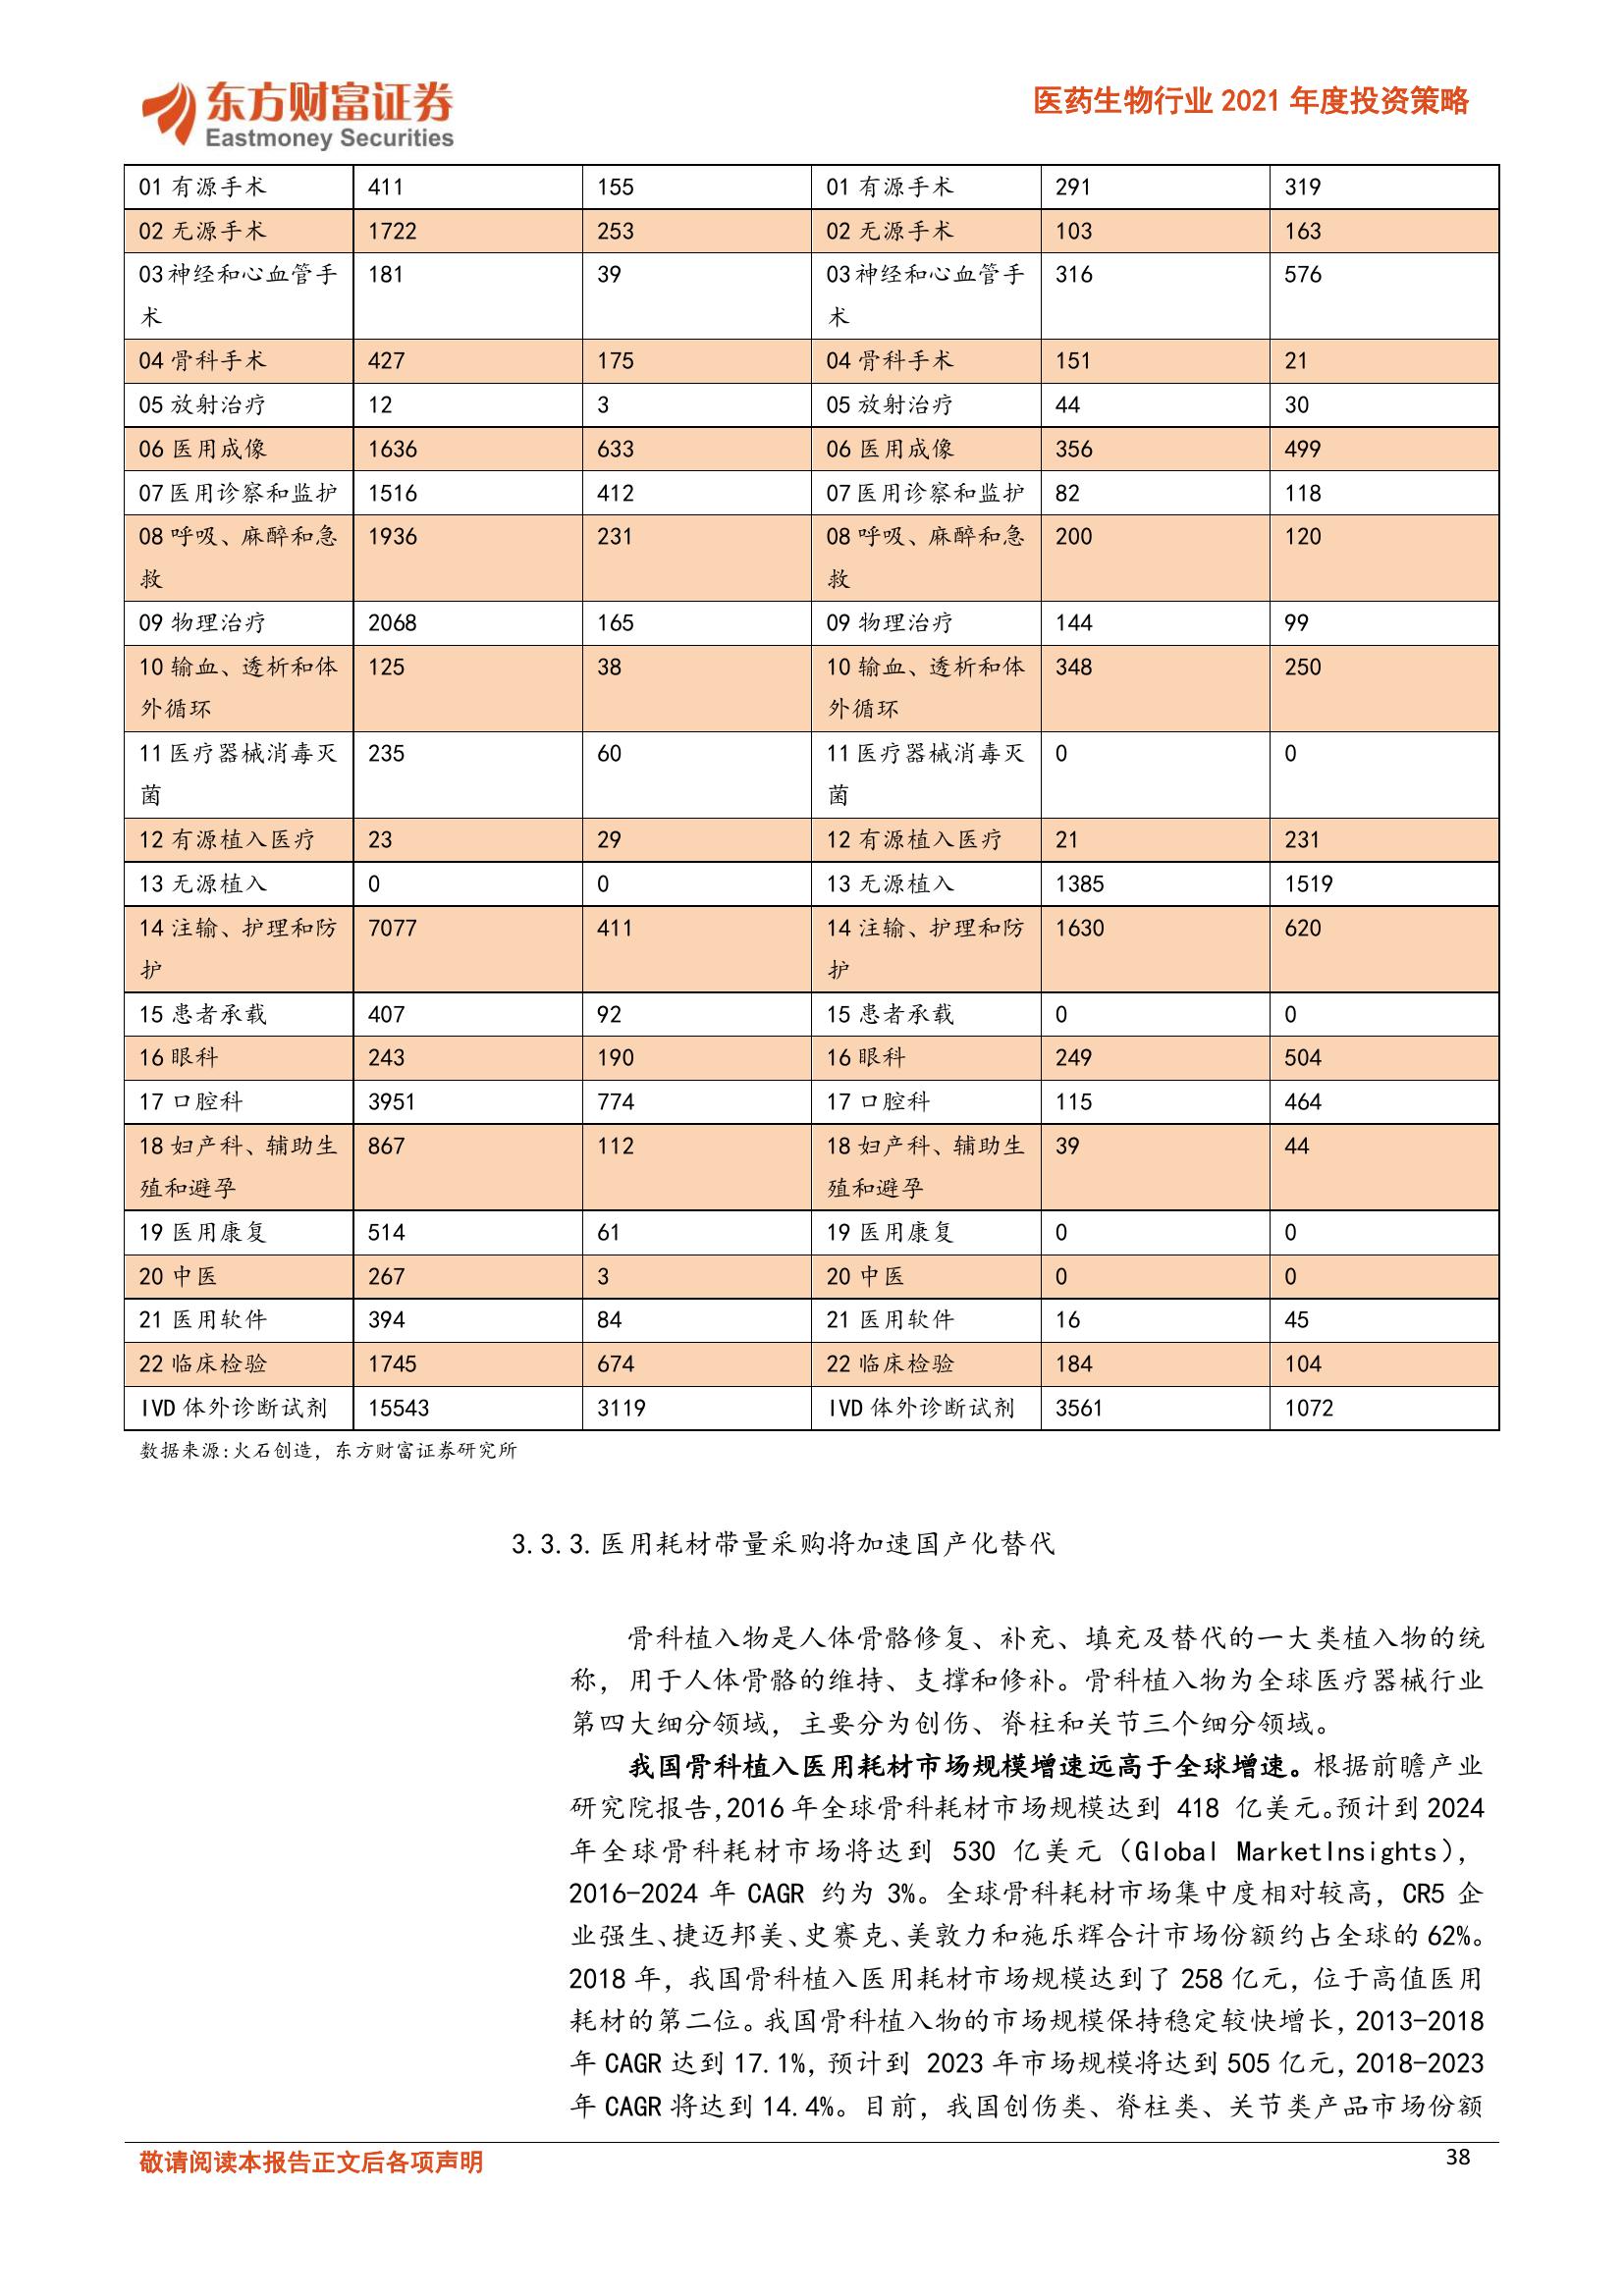 东方财富证券
Eastmoney Securities
医药生物行业 2021 年度投资策略
01 有源手术 411 155 01 有源手术 291 319
02 无源手术 1722 253 02 无源手术 103 163
03 神经和心血管手 181 39 03 神经和心血管手 316 576
术 术
04 骨科手术 427 175 04 骨科手术 151 21
05 放射治疗 12 3 05 放射治疗 44 30
06 医用成像 1636 633 06 医用成像 356 499
07 医用诊察和监护 1516 412 07 医用诊察和监护 82 118
08 呼吸、麻醉和急 1936 231 08 呼吸、麻醉和急 200 120
救 救
09 物理治疗 2068 165 09 物理治疗 144 99
10 输血、透析和体 125 38 10 输血、透析和体 348 250
外循环 外循环
11 医疗器械消毒灭 235 60 11 医疗器械消毒灭 0 0
菌 菌
12 有源植入医疗 23 29 12 有源植入医疗 21 231
13 无源植入 0 0 13 无源植入 1385 1519
14 注输、护理和防 7077 411 14 注输、护理和防 1630 620
护 护
15 患者承载 407 92 15 患者承载 0 0
16 眼科 243 190 16 眼科 249 504
17 口腔科 3951 774 17 口腔科 115 464
18 妇产科、辅助生 867 112 18 妇产科、辅助生 39 44
殖和避孕 殖和避孕
19 医用康复 514 61 19 医用康复 0 0
20 中医 267 3 20 中医 0 0
21 医用软件 394 84 21 医用软件 16 45
22 临床检验 1745 674 22 临床检验 184 104
IVD 体外诊断试剂 15543 3119 IVD 体外诊断试剂 3561 1072
数据来源:火石创造，东方财富证券研究所
3.3.3.医用耗材带量采购将加速国产化替代
骨科植入物是人体骨骼修复、补充、填充及替代的一大类植入物的统
称，用于人体骨骼的维持、支撑和修补。骨科植入物为全球医疗器械行业
第四大细分领域，主要分为创伤、脊柱和关节三个细分领域。
我国骨科植入医用耗材市场规模增速远高于全球增速。根据前瞻产业
研究院报告,2016 年全球骨科耗材市场规模达到 418 亿美元。预计到 2024
年全球骨科耗材市场将达到 530 亿美元（Global MarketInsights），
2016-2024 年 CAGR 约为 3%。全球骨科耗材市场集中度相对较高，CR5 企
业强生、捷迈邦美、史赛克、美敦力和施乐辉合计市场份额约占全球的 62%。
2018 年，我国骨科植入医用耗材市场规模达到了 258 亿元，位于高值医用
耗材的第二位。我国骨科植入物的市场规模保持稳定较快增长，2013-2018
年 CAGR 达到 17.1%，预计到 2023 年市场规模将达到 505 亿元，2018-2023
年 CAGR 将达到 14.4%。目前，我国创伤类、脊柱类、关节类产品市场份额
敬请阅读本报告正文后各项声明
38